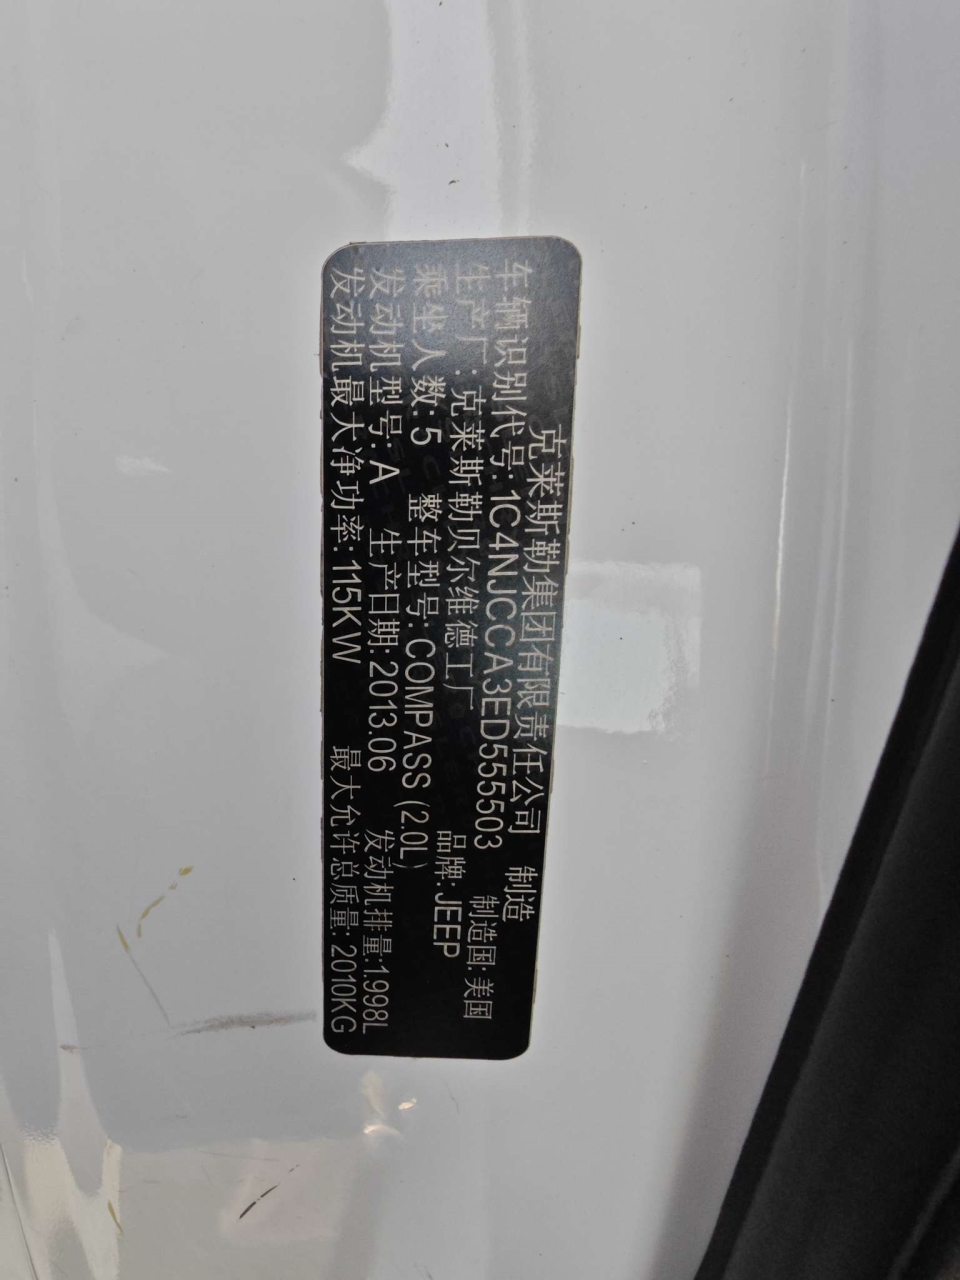 克莱斯勒集团有限责任公司 制造
车辆识别代号: 1C4NJCCA3ED555503 制造国: 美国
生产厂: 克莱斯勒贝尔维德工厂 品牌: JEEP
乘坐人数: 5 整车型号: COMPASS (2.0L)
发动机型号: A 生产日期: 2013.06 发动机排量: 1.998L
发动机最大净功率: 115KW 最大允许总质量: 2010KG